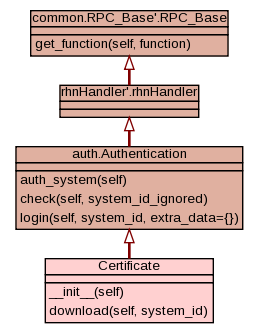 common.RPC_Base'.RPC_Base
get_function(self, function)
rhnHandler'.rhnHandler
auth.Authentication
auth_system(self)
check(self, system_id_ignored)
login(self, system_id, extra_data={})
Certificate
__init__(self)
download(self, system_id)